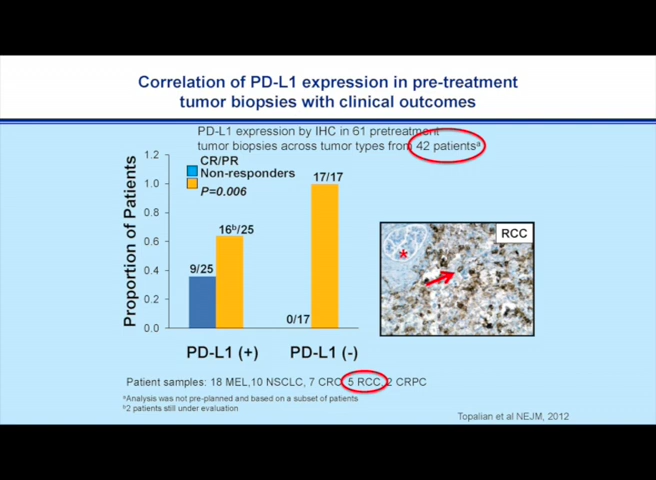 Correlation of PD-L1 expression in pre-treatment
tumor biopsies with clinical outcomes
PD-L1 expression by IHC in 61 pretreatment
tumor biopsies across tumor types from 42 patientsᵃ
Proportion of Patients
1.2
1.0
0.8
0.6
0.4
0.2
0.0
CR/PR
Non-responders
P=0.006
9/25
16ᵇ/25
0/17
17/17
PD-L1 (+)
PD-L1 (-)
RCC
*
Patient samples: 18 MEL,10 NSCLC, 7 CRC, 5 RCC, 2 CRPC
ᵃAnalysis was not pre-planned and based on a subset of patients
ᵇ2 patients still under evaluation
Topalian et al NEJM, 2012